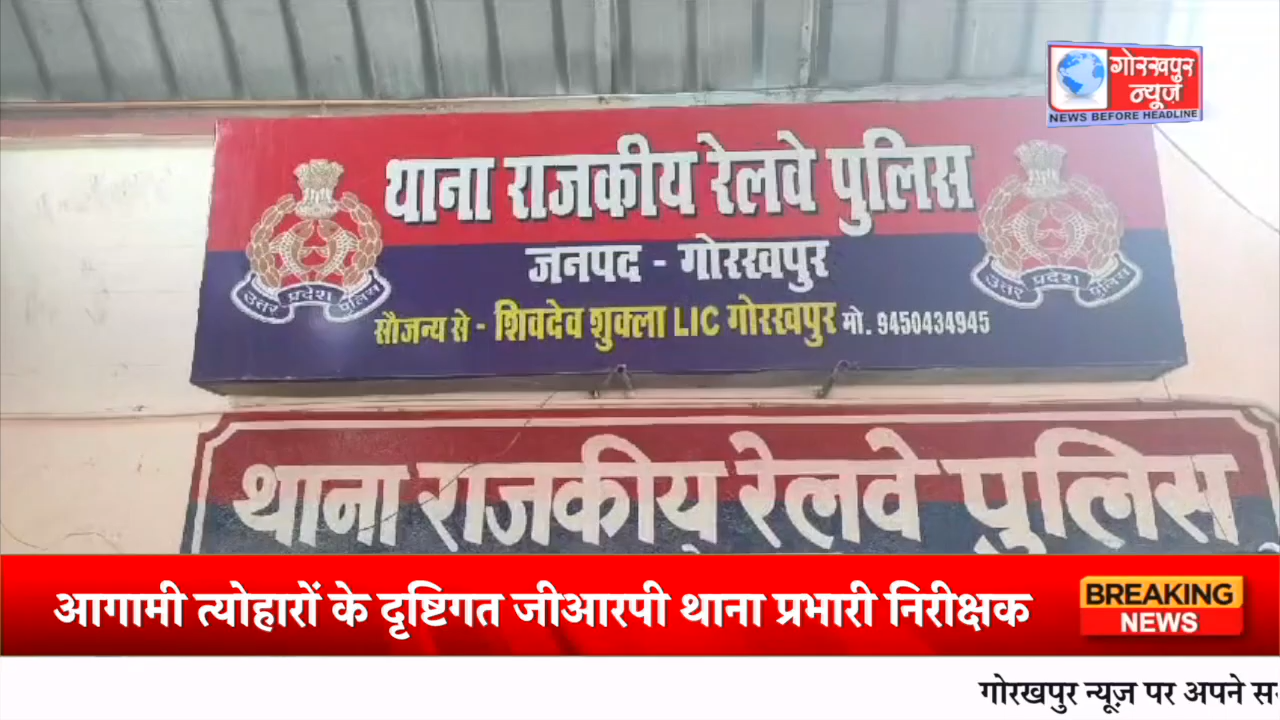 गोरखपुर
न्यूज़
NEWS BEFORE HEADLINE
थाना राजकीय रेलवे पुलिस
जनपद - गोरखपुर
सौजन्य से - शिवदेव शुक्ला LIC गोरखपुर मो. 9450434945
उत्तर प्रदेश पुलिस
उत्तर प्रदेश पुलिस
थाना राजकीय रेलवे पुलिस
आगामी त्योहारों के दृष्टिगत जीआरपी थाना प्रभारी निरीक्षक
BREAKING
NEWS
गोरखपुर न्यूज़ पर अपने